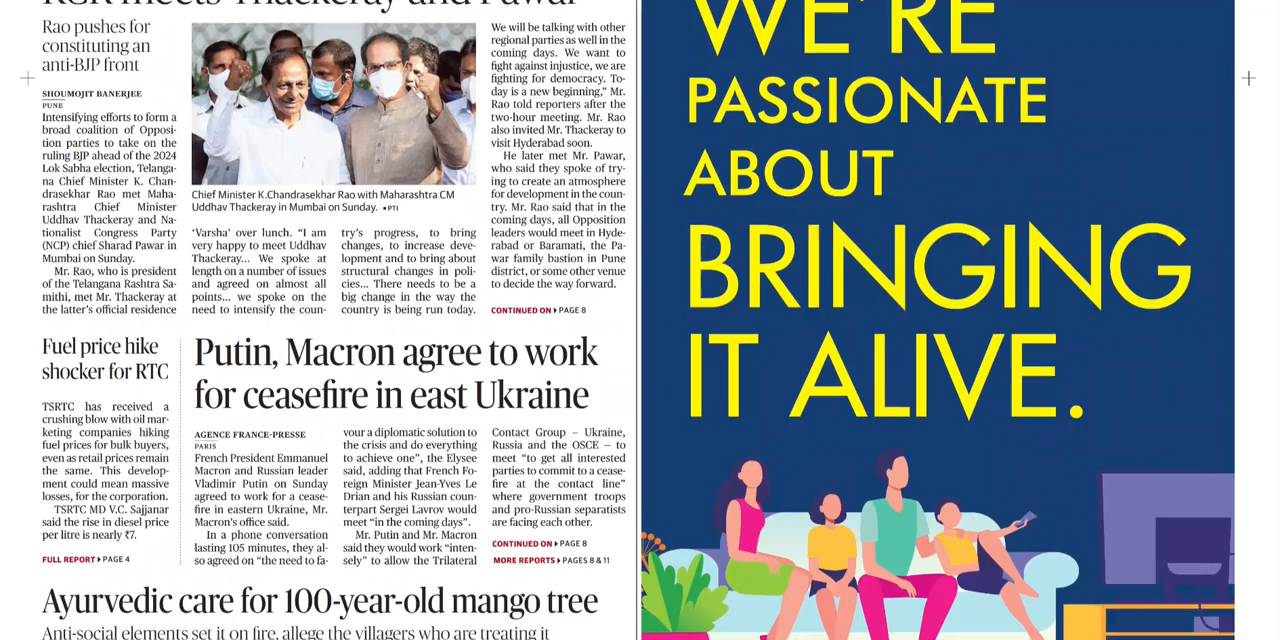 KCR meets Thackeray and Pawar
Rao pushes for
constituting an
anti-BJP front
SHOUMOJIT BANERJEE
PUNE
Intensifying efforts to form a
broad coalition of Opposi-
tion parties to take on the
ruling BJP ahead of the 2024
Lok Sabha election, Telanga-
na Chief Minister K. Chan-
drasekhar Rao met Maha-
rashtra Chief Minister
Uddhav Thackeray and Na-
tionalist Congress Party
(NCP) chief Sharad Pawar in
Mumbai on Sunday.
Mr. Rao, who is president
of the Telangana Rashtra Sa-
mithi, met Mr. Thackeray at
the latter's official residence
Chief Minister K.Chandrasekhar Rao with Maharashtra CM
Uddhav Thackeray in Mumbai on Sunday. ▪ PTI
'Varsha' over lunch. "I am
very happy to meet Uddhav
Thackeray... We spoke at
length on a number of issues
and agreed on almost all
points... we spoke on the
need to intensify the coun-
try's progress, to bring
changes, to increase deve-
lopment and to bring about
structural changes in poli-
cies... There needs to be a
big change in the way the
country is being run today.
We will be talking with other
regional parties as well in the
coming days. We want to
fight against injustice, we are
fighting for democracy. To-
day is a new beginning," Mr.
Rao told reporters after the
two-hour meeting. Mr. Rao
also invited Mr. Thackeray to
visit Hyderabad soon.
He later met Mr. Pawar,
who said they spoke of try-
ing to create an atmosphere
for development in the coun-
try. Mr. Rao said that in the
coming days, all Opposition
leaders would meet in Hyde-
rabad or Baramati, the Pa-
war family bastion in Pune
district, or some other venue
to decide the way forward.
CONTINUED ON ▸ PAGE 8
Fuel price hike
shocker for RTC
TSRTC has received a
crushing blow with oil mar-
keting companies hiking
fuel prices for bulk buyers,
even as retail prices remain
the same. This develop-
ment could mean massive
losses, for the corporation.
TSRTC MD V.C. Sajjanar
said the rise in diesel price
per litre is nearly ₹7.
FULL REPORT ▸ PAGE 4
Putin, Macron agree to work
for ceasefire in east Ukraine
AGENCE FRANCE-PRESSE
PARIS
French President Emmanuel
Macron and Russian leader
Vladimir Putin on Sunday
agreed to work for a cease-
fire in eastern Ukraine, Mr.
Macron's office said.
In a phone conversation
lasting 105 minutes, they al-
so agreed on "the need to fa-
vour a diplomatic solution to
the crisis and do everything
to achieve one", the Elysee
said, adding that French Fo-
reign Minister Jean-Yves Le
Drian and his Russian coun-
terpart Sergei Lavrov would
meet "in the coming days".
Mr. Putin and Mr. Macron
said they would work "inten-
sely" to allow the Trilateral
Contact Group – Ukraine,
Russia and the OSCE – to
meet "to get all interested
parties to commit to a cease-
fire at the contact line"
where government troops
and pro-Russian separatists
are facing each other.
CONTINUED ON ▸ PAGE 8
MORE REPORTS ▸ PAGES 8 & 11
Ayurvedic care for 100-year-old mango tree
Anti-social elements set it on fire, allege the villagers who are treating it
WE'RE
PASSIONATE
ABOUT
BRINGING
IT ALIVE.